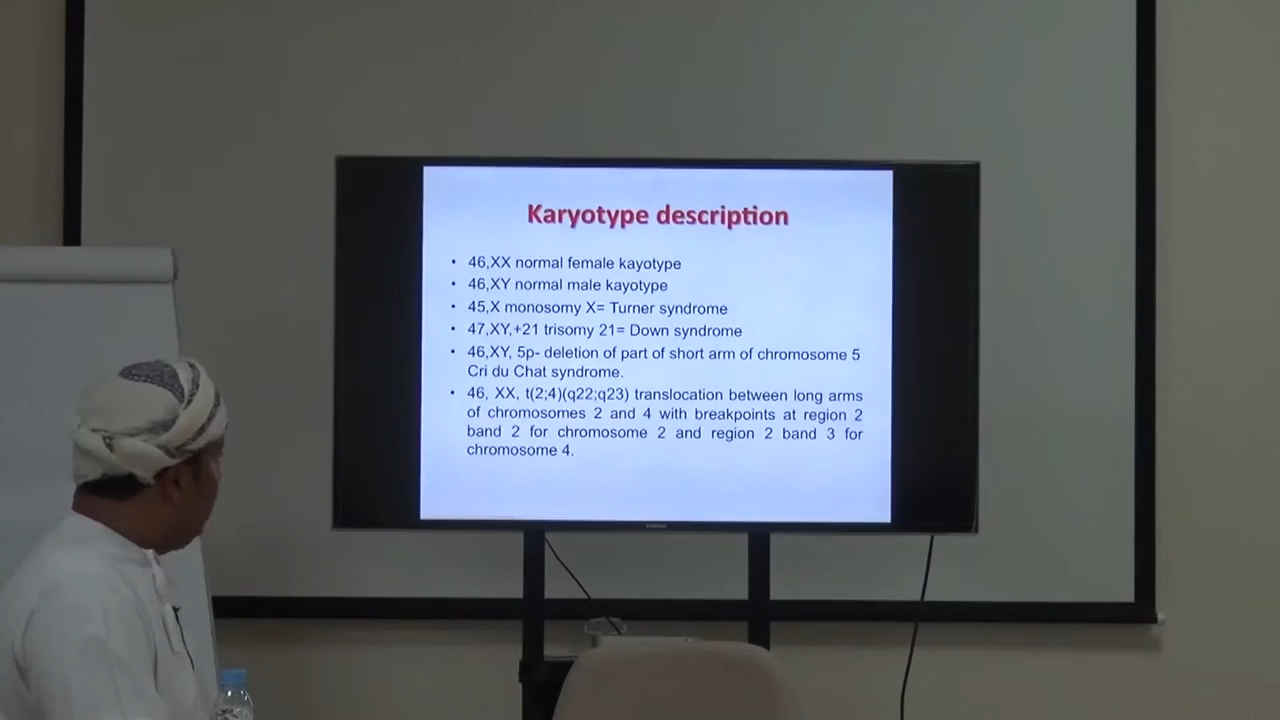 Karyotype description
• 46,XX normal female kayotype
• 46,XY normal male kayotype
• 45,X monosomy X= Turner syndrome
• 47,XY,+21 trisomy 21= Down syndrome
• 46,XY, 5p- deletion of part of short arm of chromosome 5
Cri du Chat syndrome.
• 46, XX, t(2;4)(q22;q23) translocation between long arms
of chromosomes 2 and 4 with breakpoints at region 2
band 2 for chromosome 2 and region 2 band 3 for
chromosome 4.